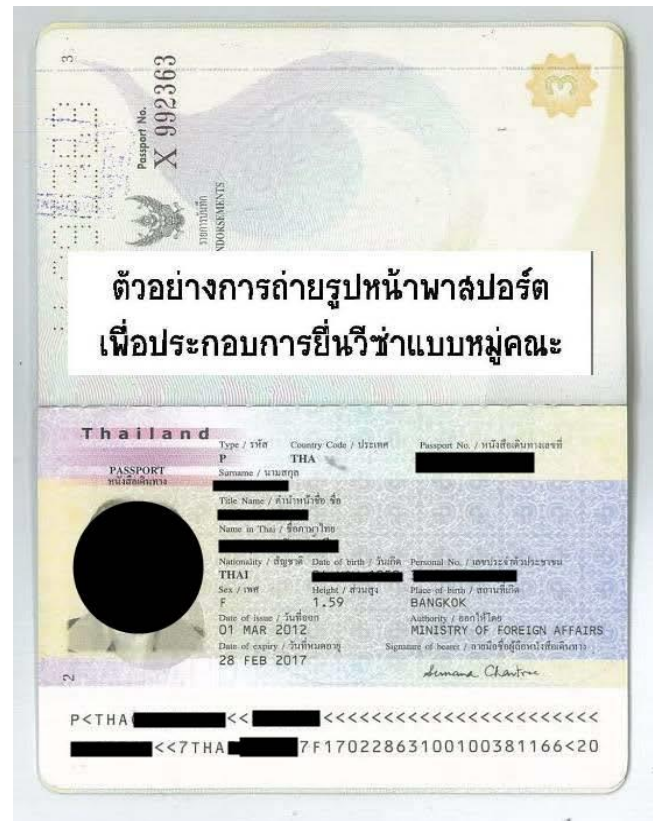 3
Passport No.
X 992363
รายการบันทึก
ENDORSEMENTS
ตัวอย่างการถ่ายรูปหน้าพาสปอร์ต
เพื่อประกอบการยื่นวีซ่าแบบหมู่คณะ
Thailand
PASSPORT
หนังสือเดินทาง
Type / รหัส Country Code / ประเทศ Passport No. / หนังสือเดินทางเลขที่
P THA
Surname / นามสกุล
Title Name / คำนำหน้าชื่อ ชื่อ
Name in Thai / ชื่อภาษาไทย
Nationality / สัญชาติ Date of birth / วันเกิด Personal No. / เลขประจำตัวประชาชน
THAI
Sex / เพศ Height / ส่วนสูง Place of birth / สถานที่เกิด
F 1.59 BANGKOK
Date of issue / วันที่ออก Authority / ออกให้โดย
01 MAR 2012 MINISTRY OF FOREIGN AFFAIRS
Date of expiry / วันที่หมดอายุ Signature of bearer / ลายมือชื่อผู้ถือหนังสือเดินทาง
28 FEB 2017
2
P<THA <<  <<<<<<<<<<<<<<<<<<<<<<<
<<7THA 7F17022863100100381166<20